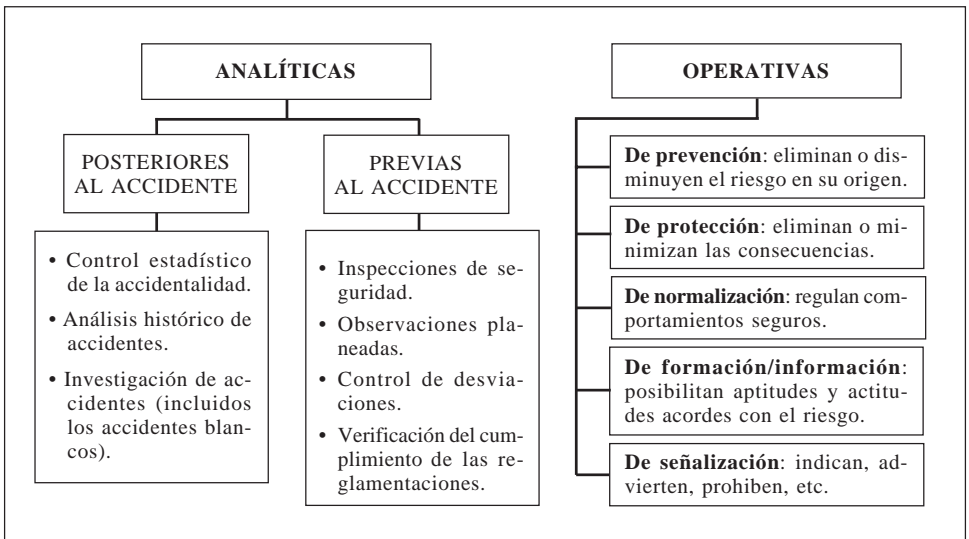 ANALÍTICAS
POSTERIORES
AL ACCIDENTE
• Control estadístico
de la accidentalidad.
• Análisis histórico de
accidentes.
• Investigación de ac-
cidentes (incluidos
los accidentes blan-
cos).
PREVIAS
AL ACCIDENTE
• Inspecciones de se-
guridad.
• Observaciones pla-
neadas.
• Control de desvia-
ciones.
• Verificación del cum-
plimiento de las re-
glamentaciones.
OPERATIVAS
De prevención: eliminan o dis-
minuyen el riesgo en su origen.
De protección: eliminan o mi-
nimizan las consecuencias.
De normalización: regulan com-
portamientos seguros.
De formación/información:
posibilitan aptitudes y actitu-
des acordes con el riesgo.
De señalización: indican, ad-
vierten, prohiben, etc.